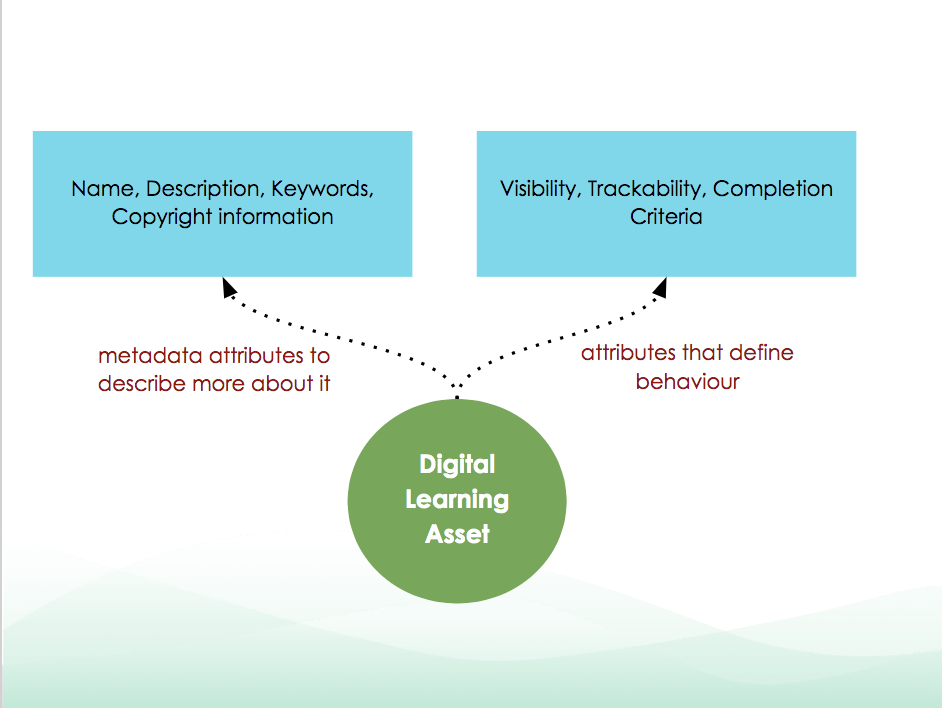 Name, Description, Keywords,
Copyright information
Visibility, Trackability, Completion
Criteria
metadata attributes to
describe more about it
attributes that define
behaviour
Digital
Learning
Asset